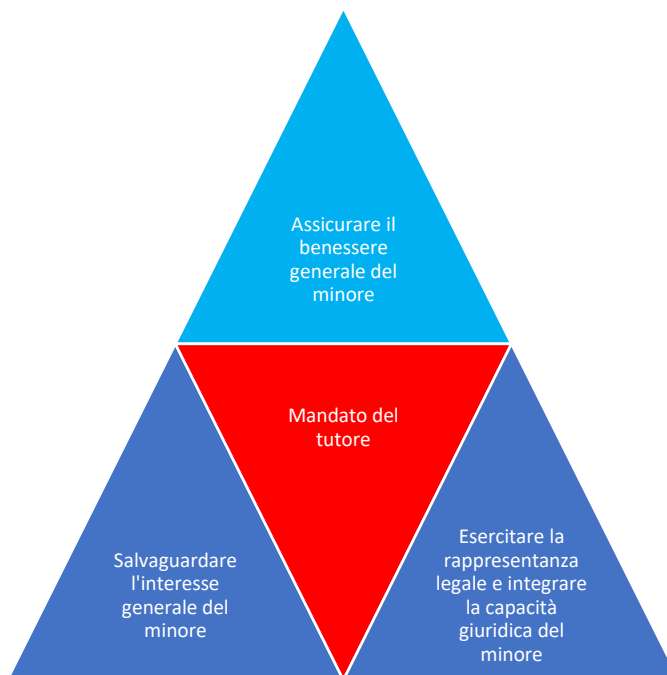 Assicurare il
benessere
generale del
minore
Mandato del
tutore
Salvaguardare
l'interesse
generale del
minore
Esercitare la
rappresentanza
legale e integrare
la capacità
giuridica del
minore